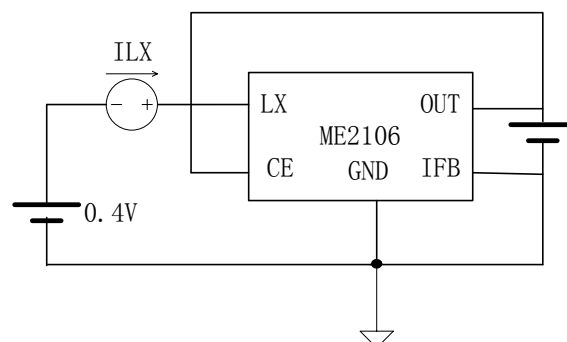 ILX
− +
LX
OUT
ME2106
CE
GND
IFB
0.4V